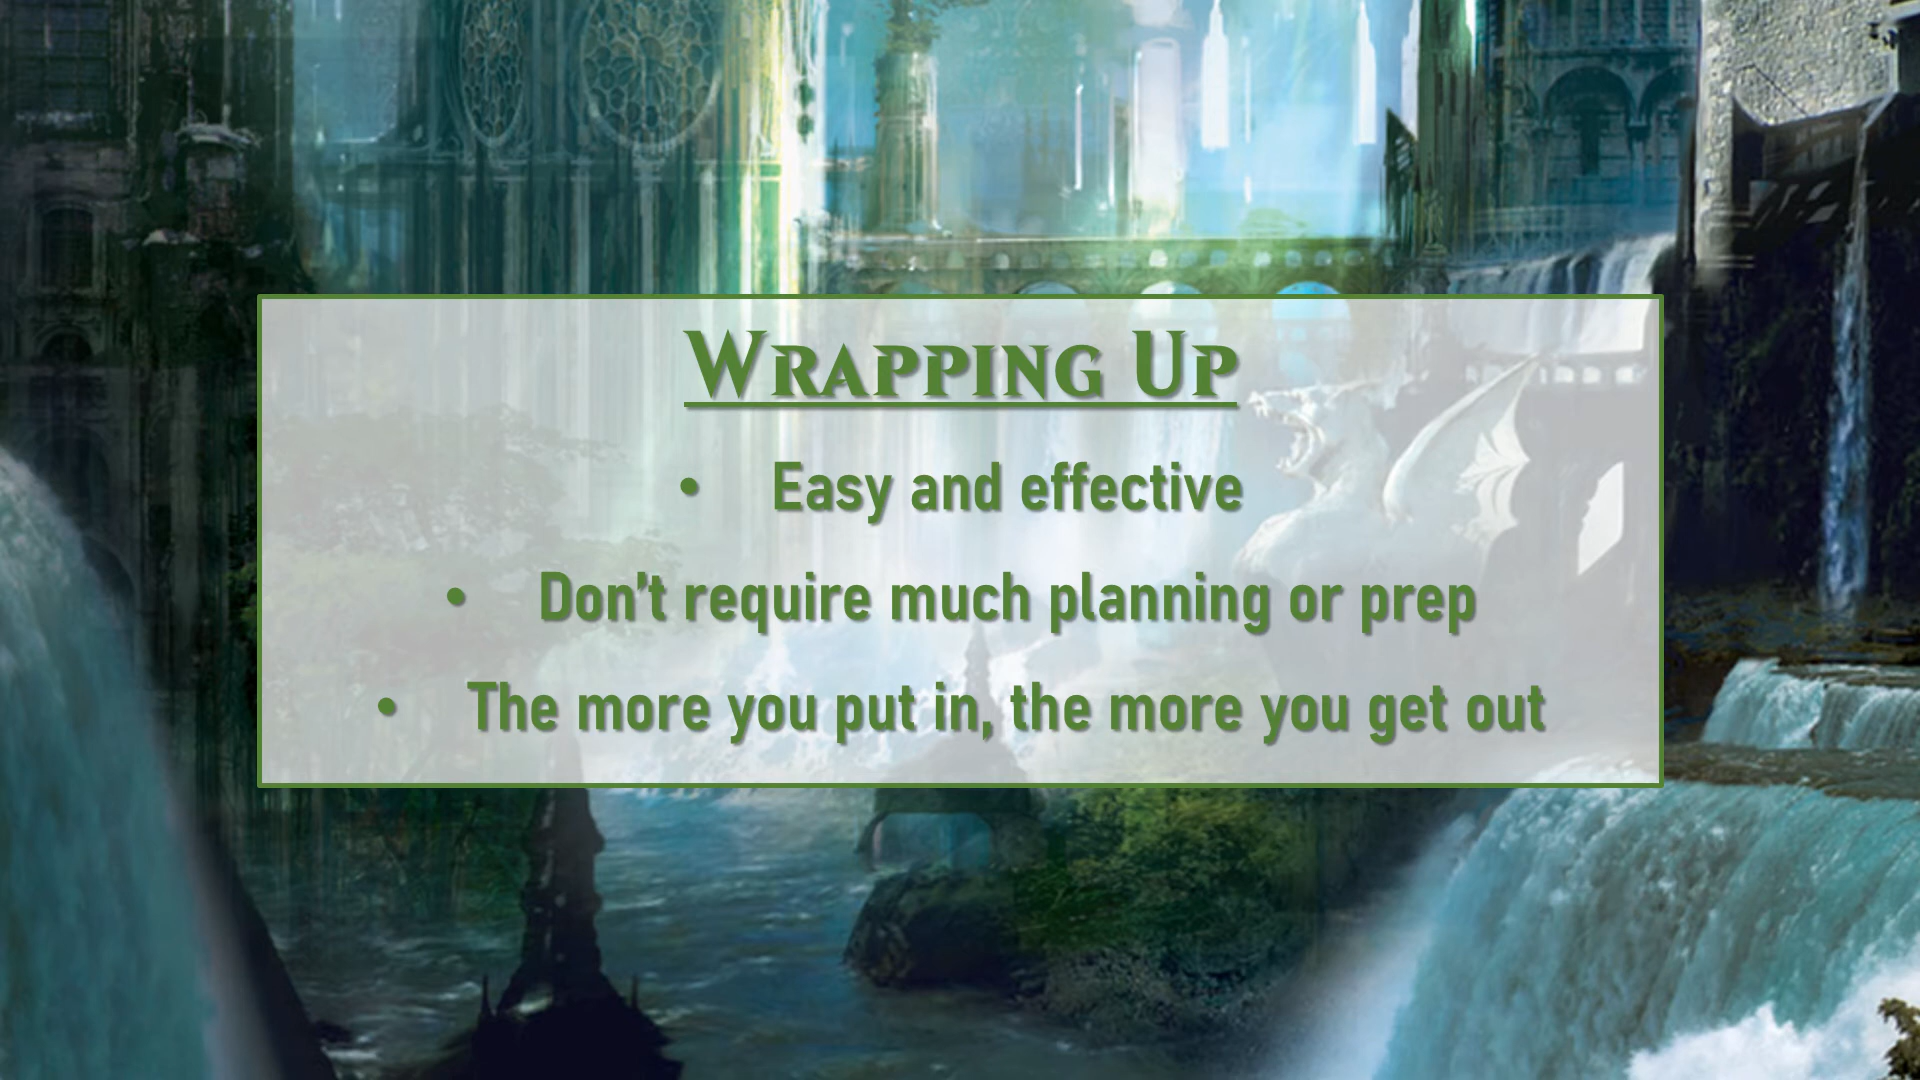 Wrapping Up
• Easy and effective
• Don't require much planning or prep
• The more you put in, the more you get out